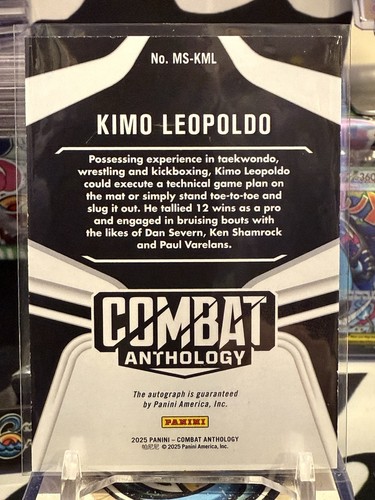 No. MS-KML
KIMO LEOPOLDO
Possessing experience in taekwondo,
wrestling and kickboxing, Kimo Leopoldo
could execute a technical game plan on
the mat or simply stand toe-to-toe and
slug it out. He tallied 12 wins as a pro
and engaged in bruising bouts with
the likes of Dan Severn, Ken Shamrock
and Paul Varelans.
COMBAT
ANTHOLOGY
The autograph is guaranteed
by Panini America, Inc.
PANINI
2025 PANINI – COMBAT ANTHOLOGY
帕尼尼 © 2025 Panini America, Inc.